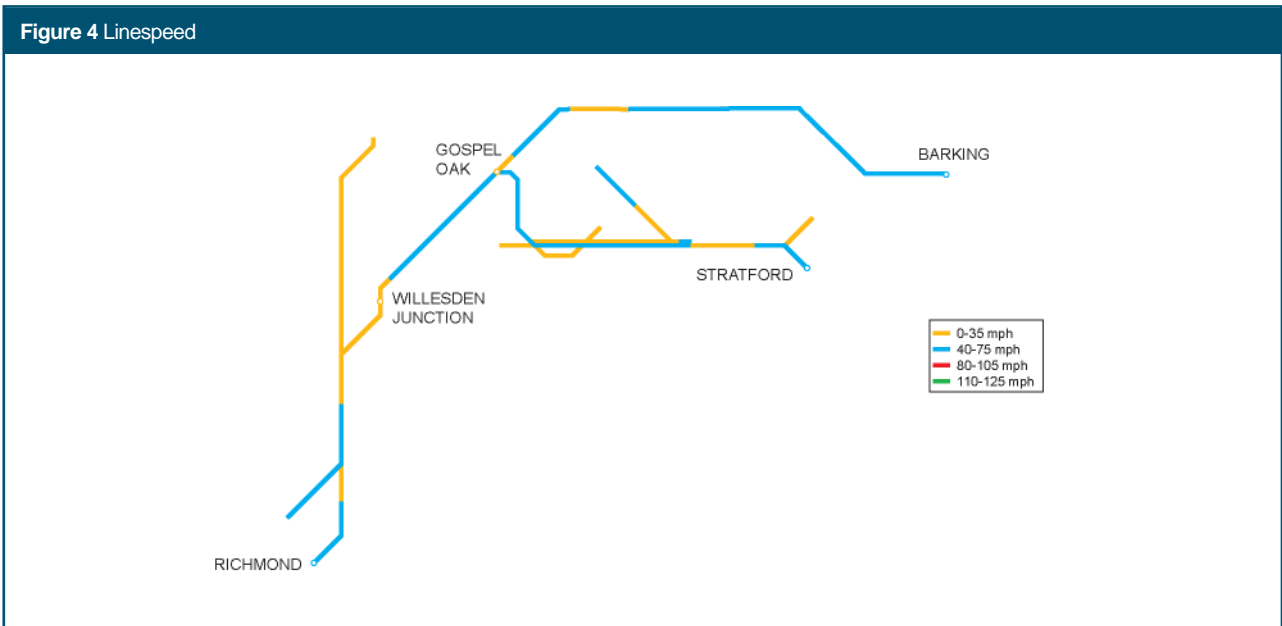 Figure 4 Linespeed
GOSPEL
OAK
BARKING
STRATFORD
WILLESDEN
JUNCTION
0-35 mph
40-75 mph
80-105 mph
110-125 mph
RICHMOND